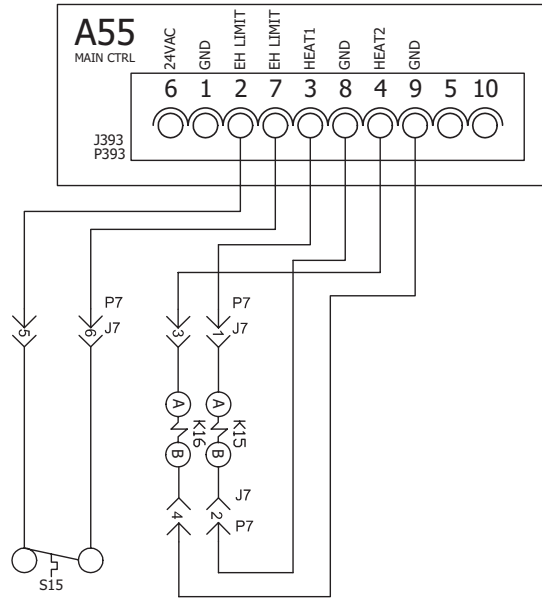 A55
MAIN CTRL
24VAC
GND
EH LIMIT
EH LIMIT
HEAT1
GND
HEAT2
GND
6 1 2 7 3 8 4 9 5 10
J393
P393
P7
P7
5
6
J7
3
1
J7
A
A
K16
K15
B
B
J7
4
2
P7
S15